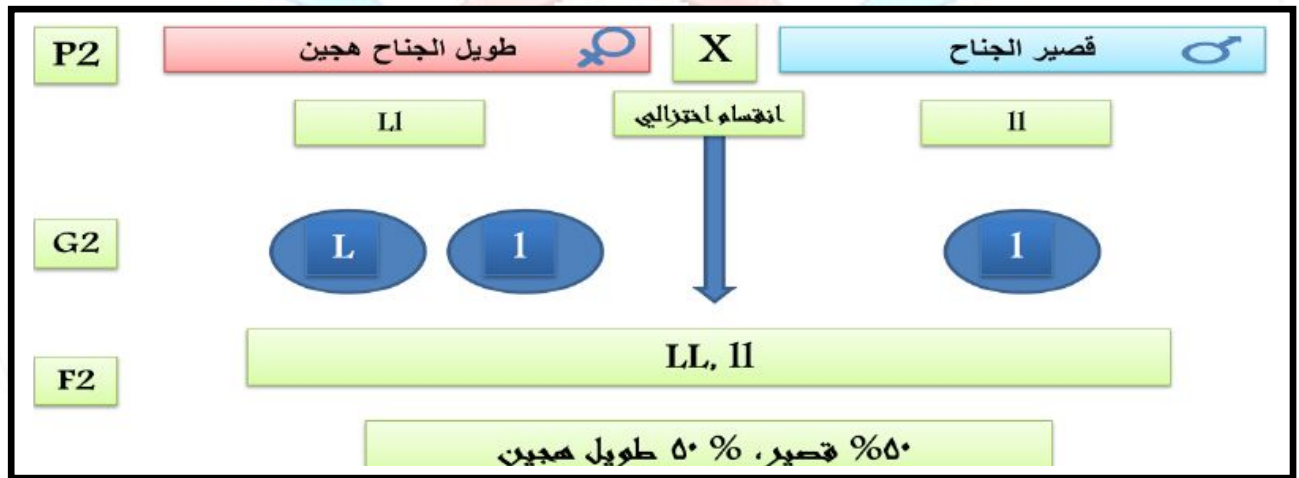 P2
طويل الجناح هجين ♀
X
قصير الجناح ♂
Ll
انقسام اختزالي
ll
G2
L
l
l
F2
LL, ll
٥٠% قصير، % ٥٠ طويل هجين